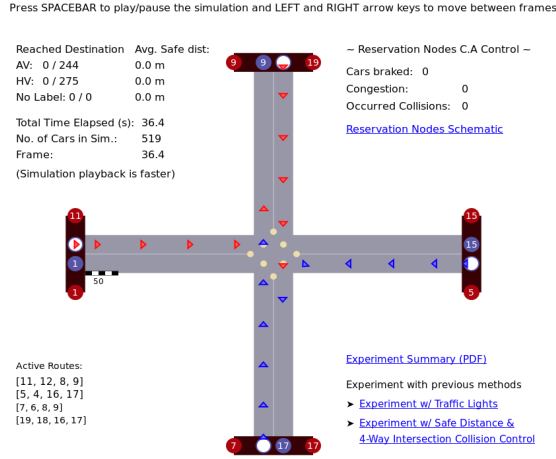 Press SPACEBAR to play/pause the simulation and LEFT and RIGHT arrow keys to move between frames
Reached Destination Avg. Safe dist:
AV: 0 / 244 0.0 m
HV: 0 / 275 0.0 m
No Label: 0 / 0 0.0 m
Total Time Elapsed (s): 36.4
No. of Cars in Sim.: 519
Frame: 36.4
(Simulation playback is faster)
~ Reservation Nodes C.A Control ~
Cars braked: 0
Congestion: 0
Occurred Collisions: 0
Reservation Nodes Schematic
9 9 19
11
1
1
50
15
15
5
7 17 17
Active Routes:
[11, 12, 8, 9]
[5, 4, 16, 17]
[7, 6, 8, 9]
[19, 18, 16, 17]
Experiment Summary (PDF)
Experiment with previous methods
➤ Experiment w/ Traffic Lights
➤ Experiment w/ Safe Distance &
4-Way Intersection Collision Control